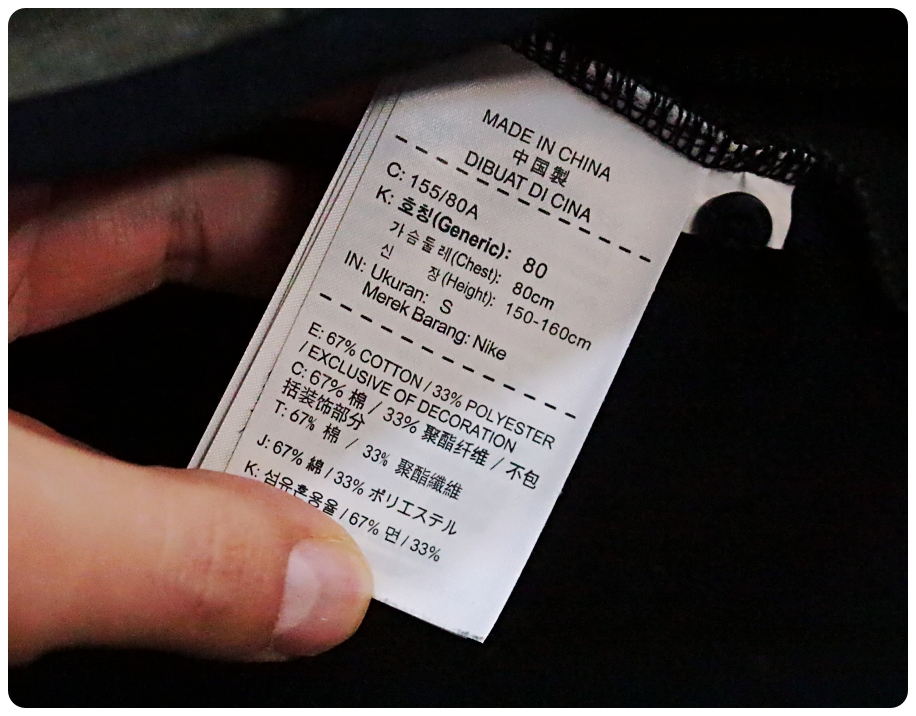 MADE IN CHINA
中国製
DIBUAT DI CINA
C: 155/80A
K: 호칭(Generic): 80
가슴둘레(Chest): 80cm
신 장(Height): 150-160cm
IN: Ukuran: S
Merek Barang: Nike
E: 67% COTTON / 33% POLYESTER
/ EXCLUSIVE OF DECORATION
C: 67% 棉 / 33% 聚酯纤维 / 不包
括装饰部分
T: 67% 棉 / 33% 聚酯纖維
J: 67% 綿 / 33% ポリエステル
K: 섬유혼용율 / 67% 면 / 33%